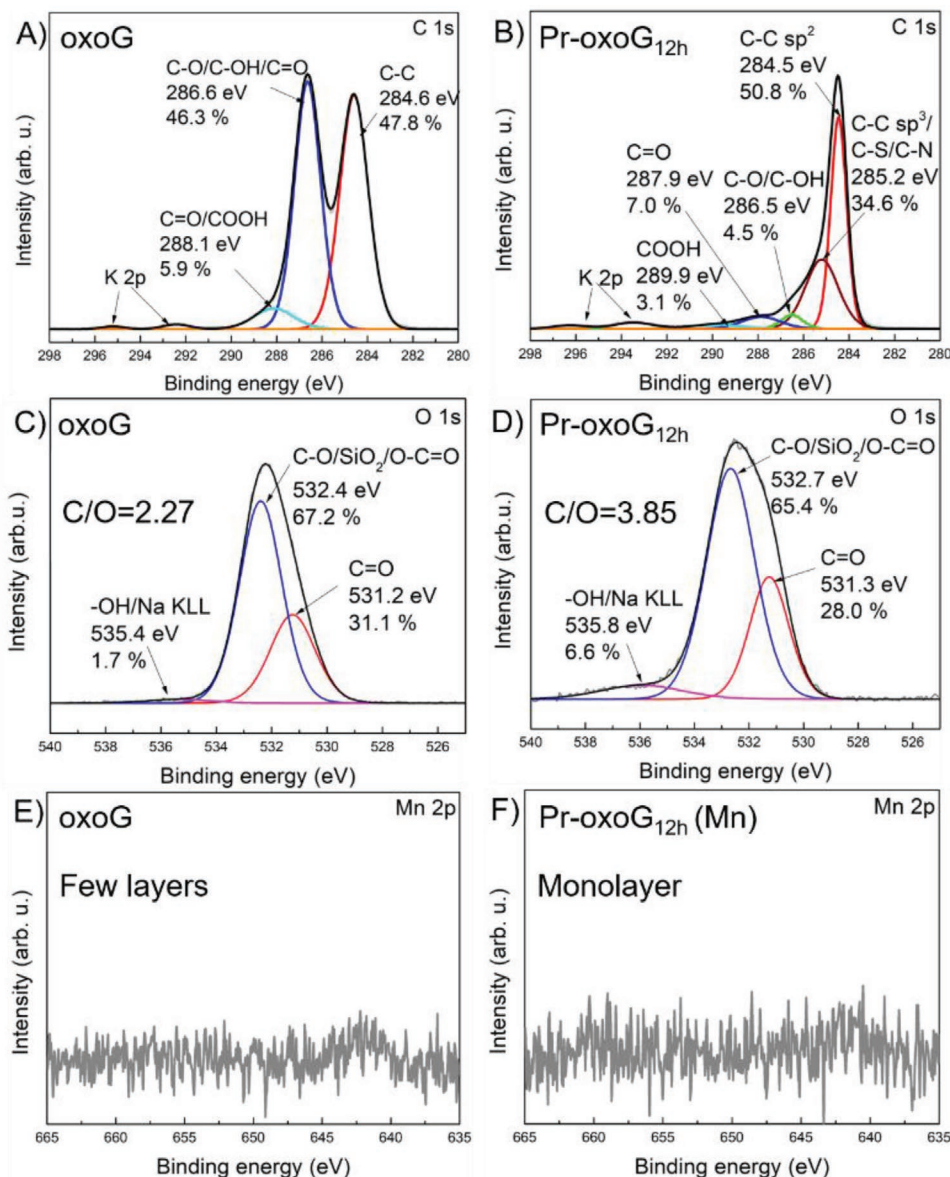 A) oxoG
C 1s
C-O/C-OH/C=O
286.6 eV
46.3 %
C-C
284.6 eV
47.8 %
C=O/COOH
288.1 eV
5.9 %
K 2p
Intensity (arb. u.)
298 296 294 292 290 288 286 284 282 280
Binding energy (eV)
B) Pr-oxoG12h
C 1s
C-C sp2
284.5 eV
50.8 %
C-C sp3/
C-S/C-N
285.2 eV
34.6 %
C=O
287.9 eV
7.0 %
C-O/C-OH
286.5 eV
4.5 %
COOH
289.9 eV
3.1 %
K 2p
Intensity (arb. u.)
298 296 294 292 290 288 286 284 282 280
Binding energy (eV)
C) oxoG
O 1s
C-O/SiO2/O-C=O
532.4 eV
67.2 %
C/O=2.27
C=O
531.2 eV
31.1 %
-OH/Na KLL
535.4 eV
1.7 %
Intensity (arb.u.)
540 538 536 534 532 530 528 526
Binding energy (eV)
D) Pr-oxoG12h
O 1s
C-O/SiO2/O-C=O
532.7 eV
65.4 %
C/O=3.85
C=O
531.3 eV
28.0 %
-OH/Na KLL
535.8 eV
6.6 %
Intensity (arb.u.)
540 538 536 534 532 530 528 526
Binding energy (eV)
E) oxoG
Mn 2p
Few layers
Intensity (arb. u.)
665 660 655 650 645 640 635
Binding energy (eV)
F) Pr-oxoG12h (Mn)
Mn 2p
Monolayer
Intensity (arb. u.)
665 660 655 650 645 640 635
Binding energy (eV)